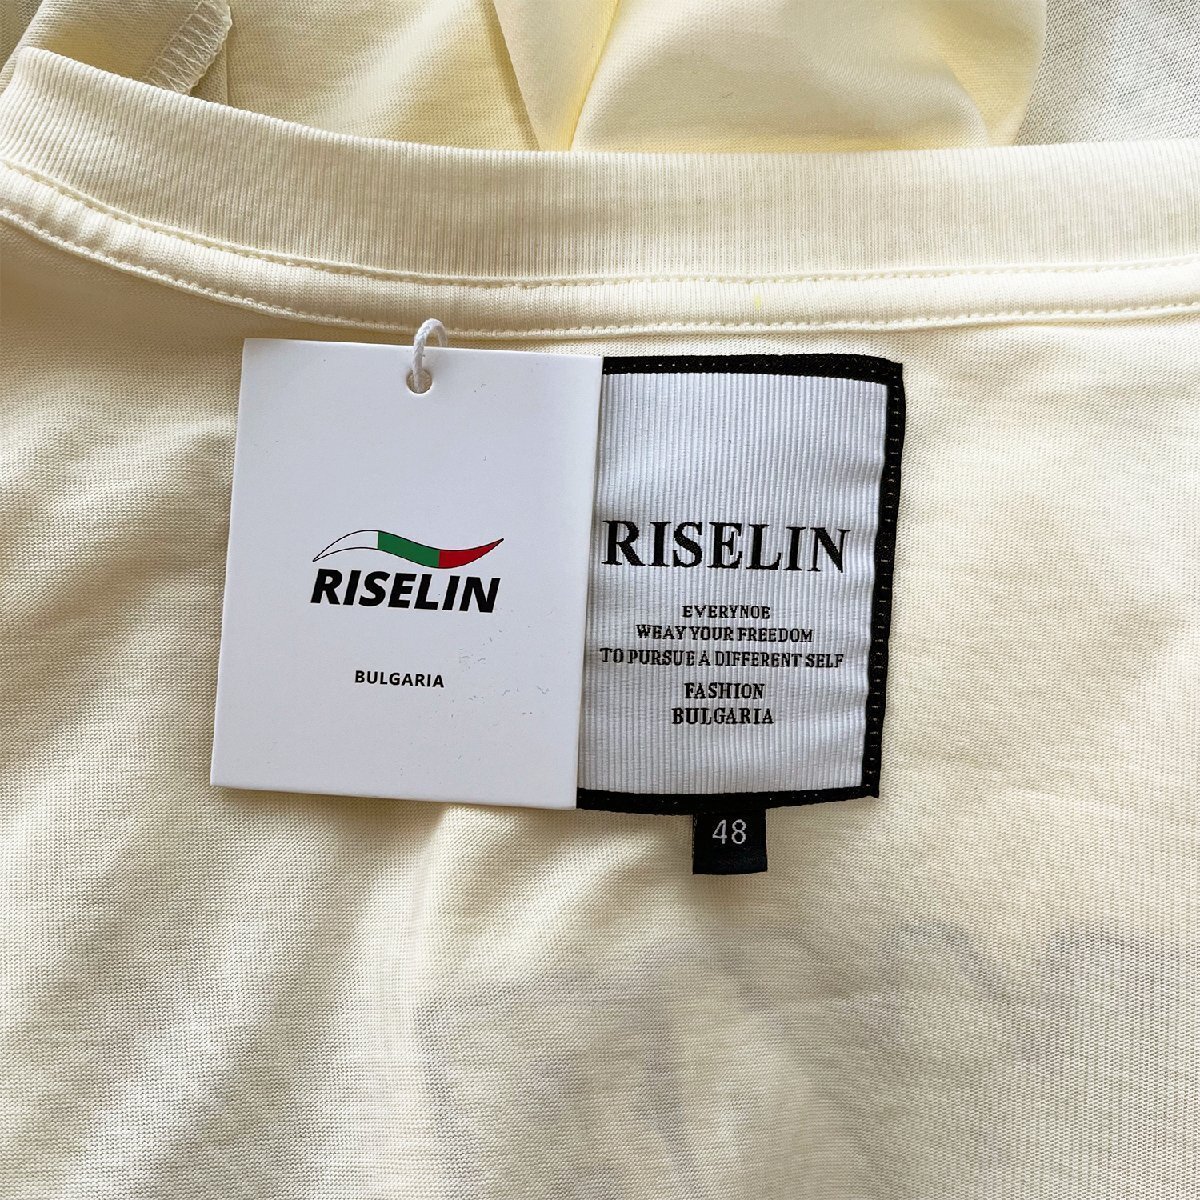 RISELIN
BULGARIA
RISELIN
EVERYNOE
WEAY YOUR FREEDOM
TO PURSUE A DIFFERENT SELF
FASHION
BULGARIA
48